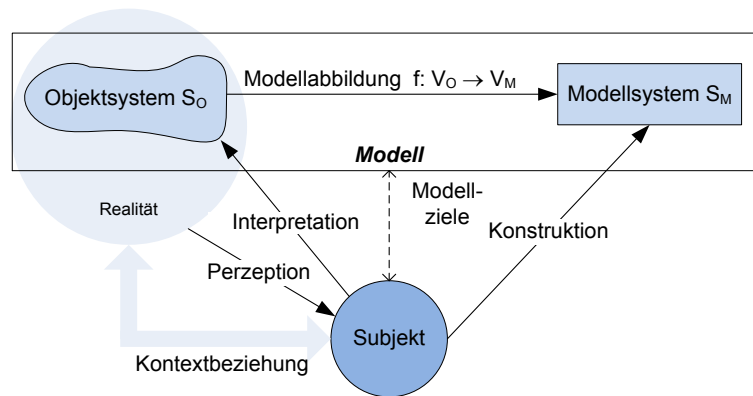 Modellabbildung f: V_O → V_M
Objektsystem S_O
Modellsystem S_M
Modell
Modell-
ziele
Realität
Interpretation
Konstruktion
Perzeption
Subjekt
Kontextbeziehung